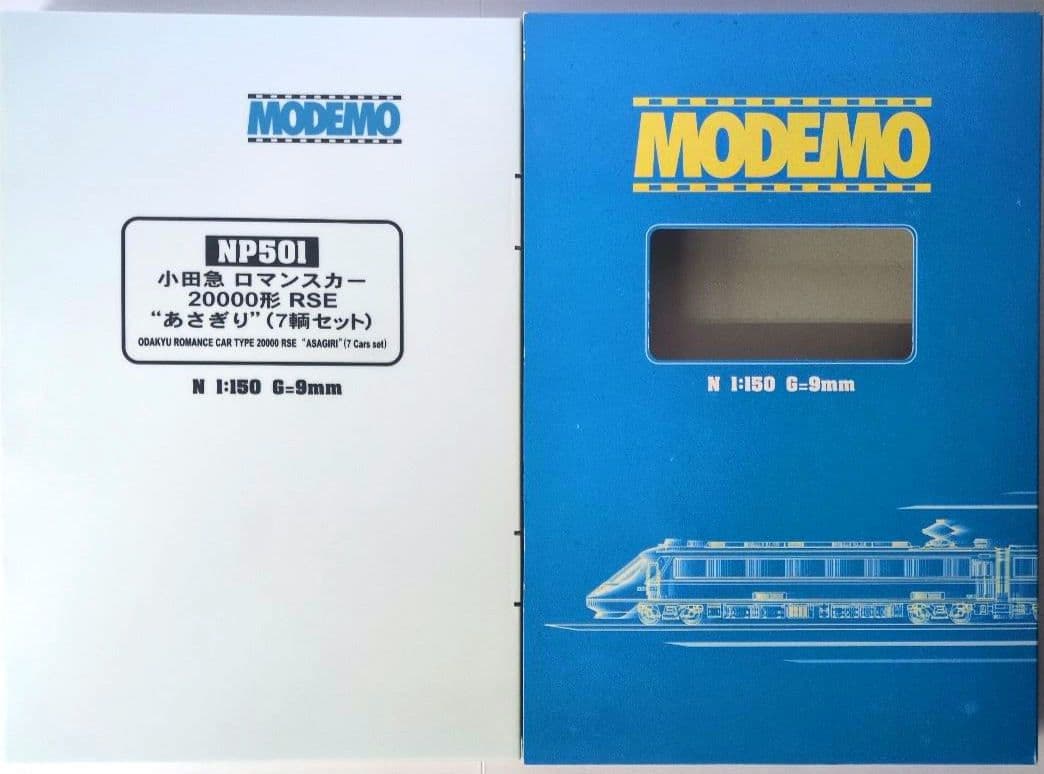 MODEMO
NP501
小田急 ロマンスカー
20000形 RSE
“あさぎり”(7輌セット)
ODAKYU ROMANCE CAR TYPE 20000 RSE “ASAGIRI”(7 Cars set)
N 1:150 G=9mm
MODEMO
N 1:150 G=9mm